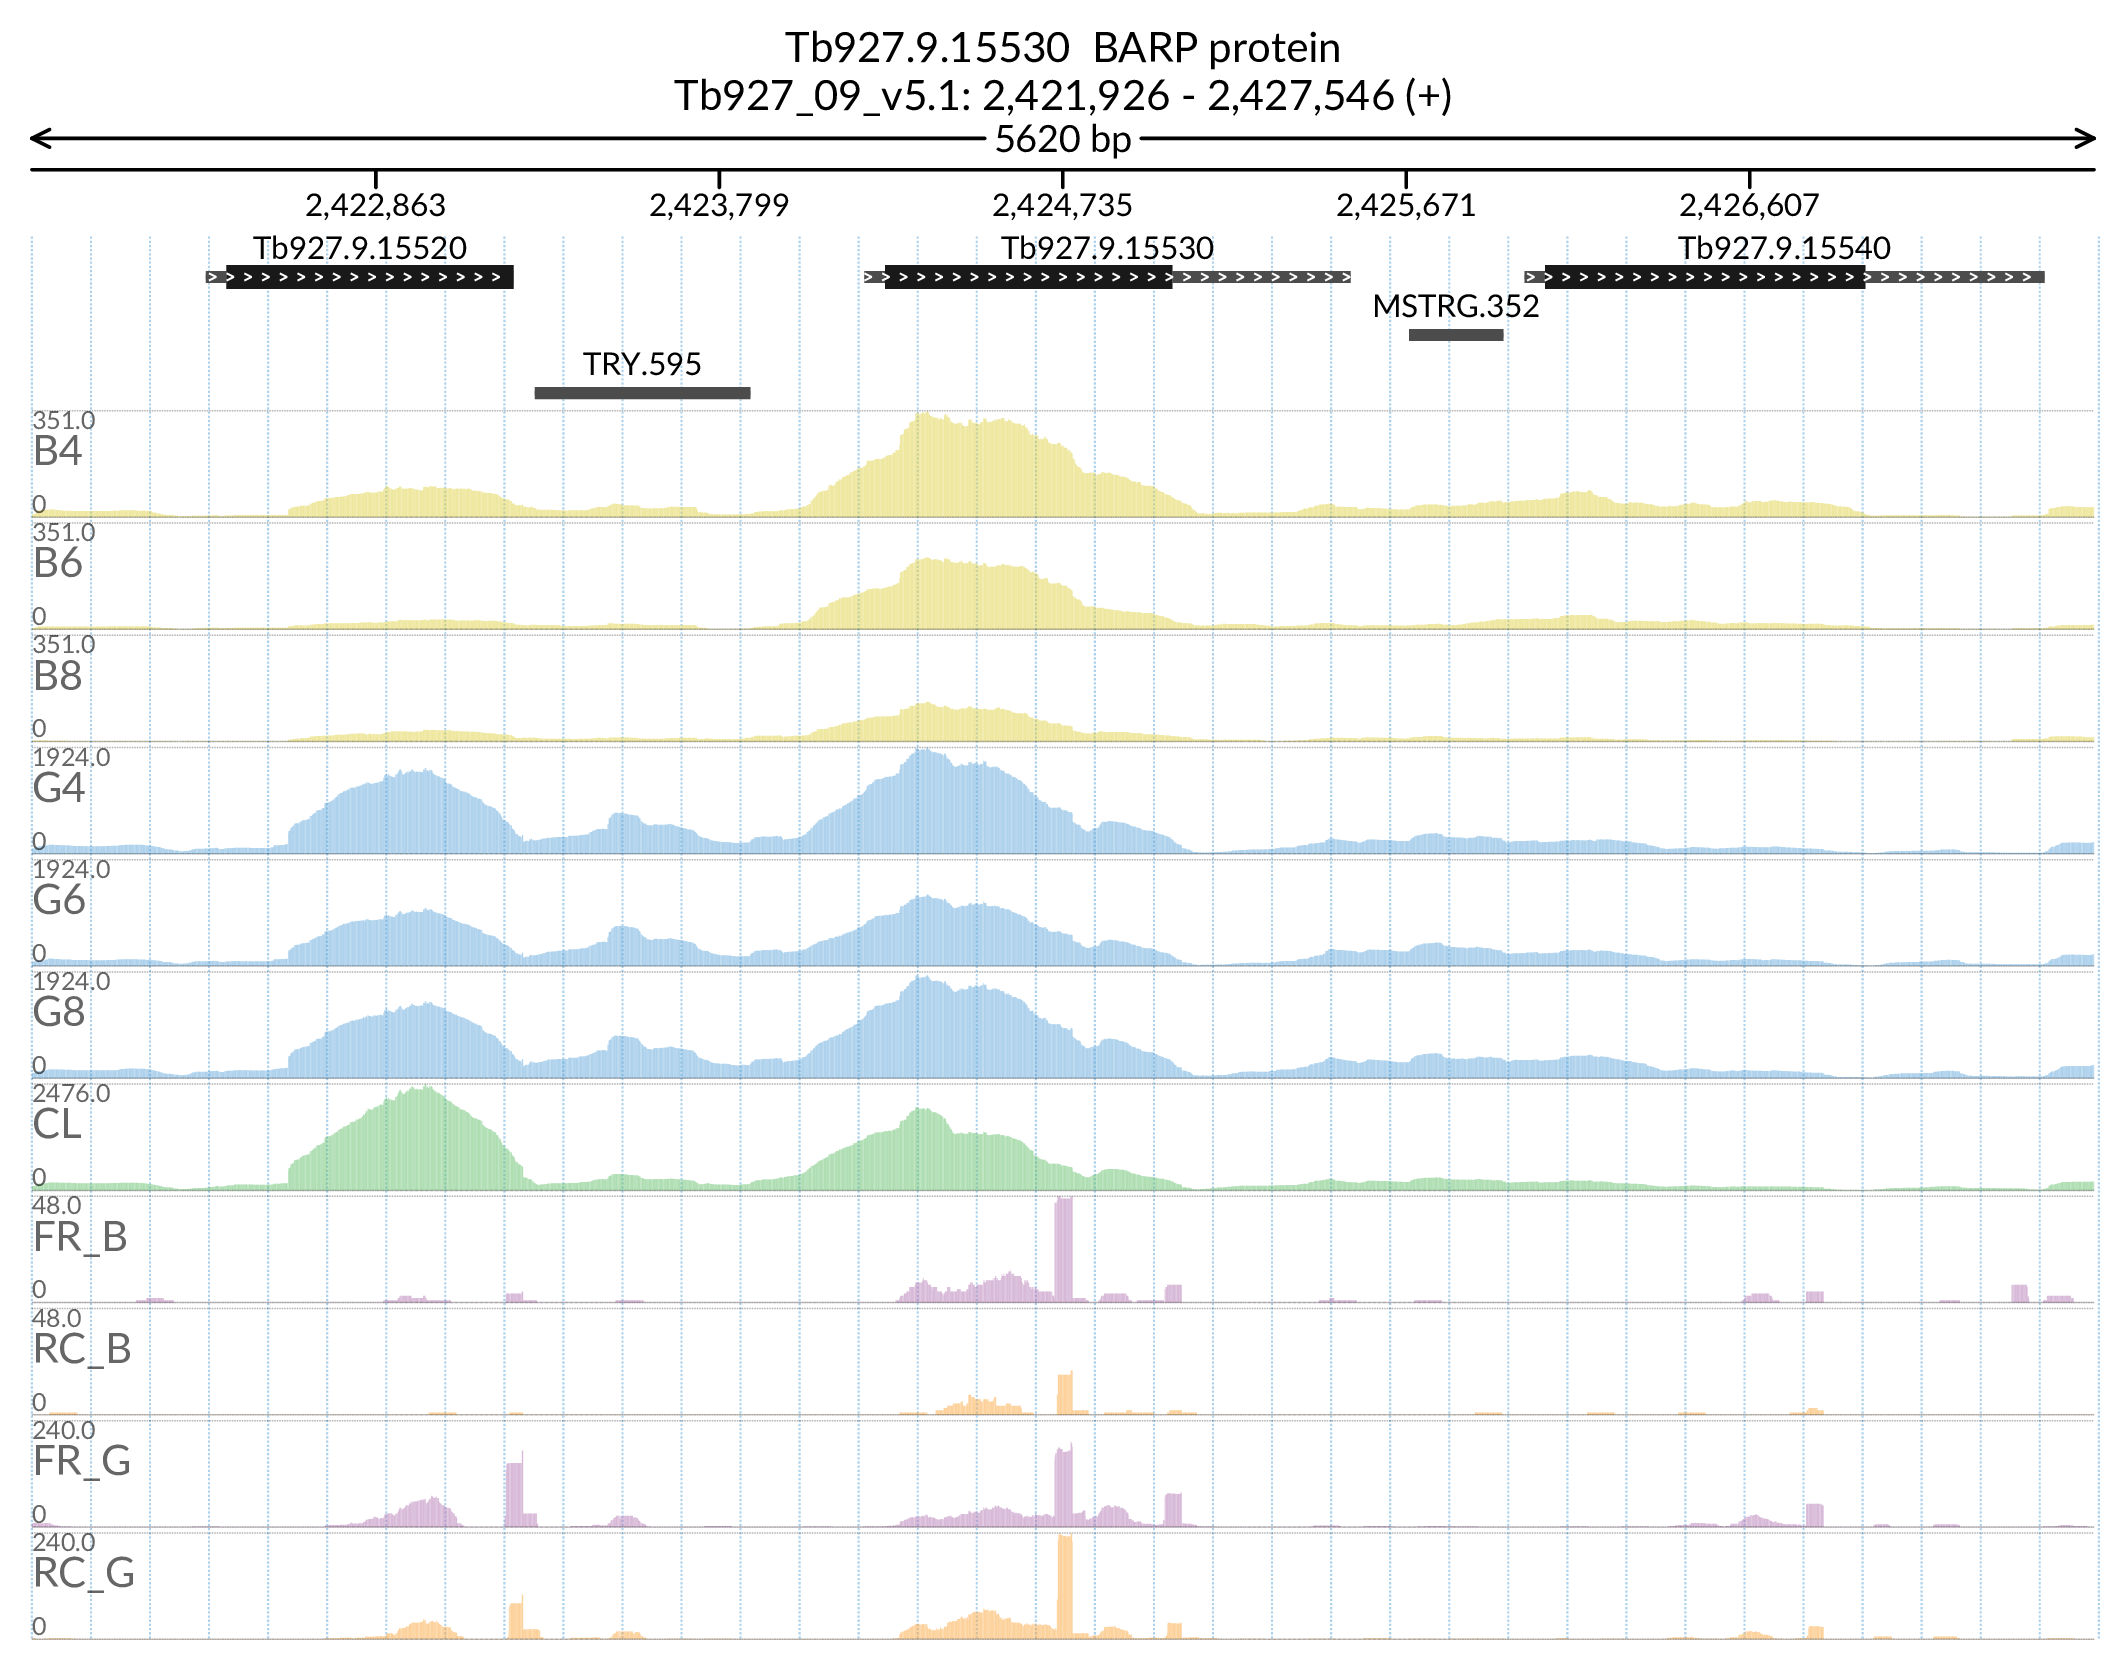 Tb927.9.15530  BARP protein
Tb927_09_v5.1: 2,421,926 - 2,427,546 (+)
5620 bp
2,422,863 2,423,799 2,424,735 2,425,671 2,426,607
Tb927.9.15520 Tb927.9.15530 Tb927.9.15540
MSTRG.352
TRY.595
351.0
B4
0
351.0
B6
0
351.0
B8
0
1924.0
G4
0
1924.0
G6
0
1924.0
G8
0
2476.0
CL
0
48.0
FR_B
0
48.0
RC_B
0
240.0
FR_G
0
240.0
RC_G
0